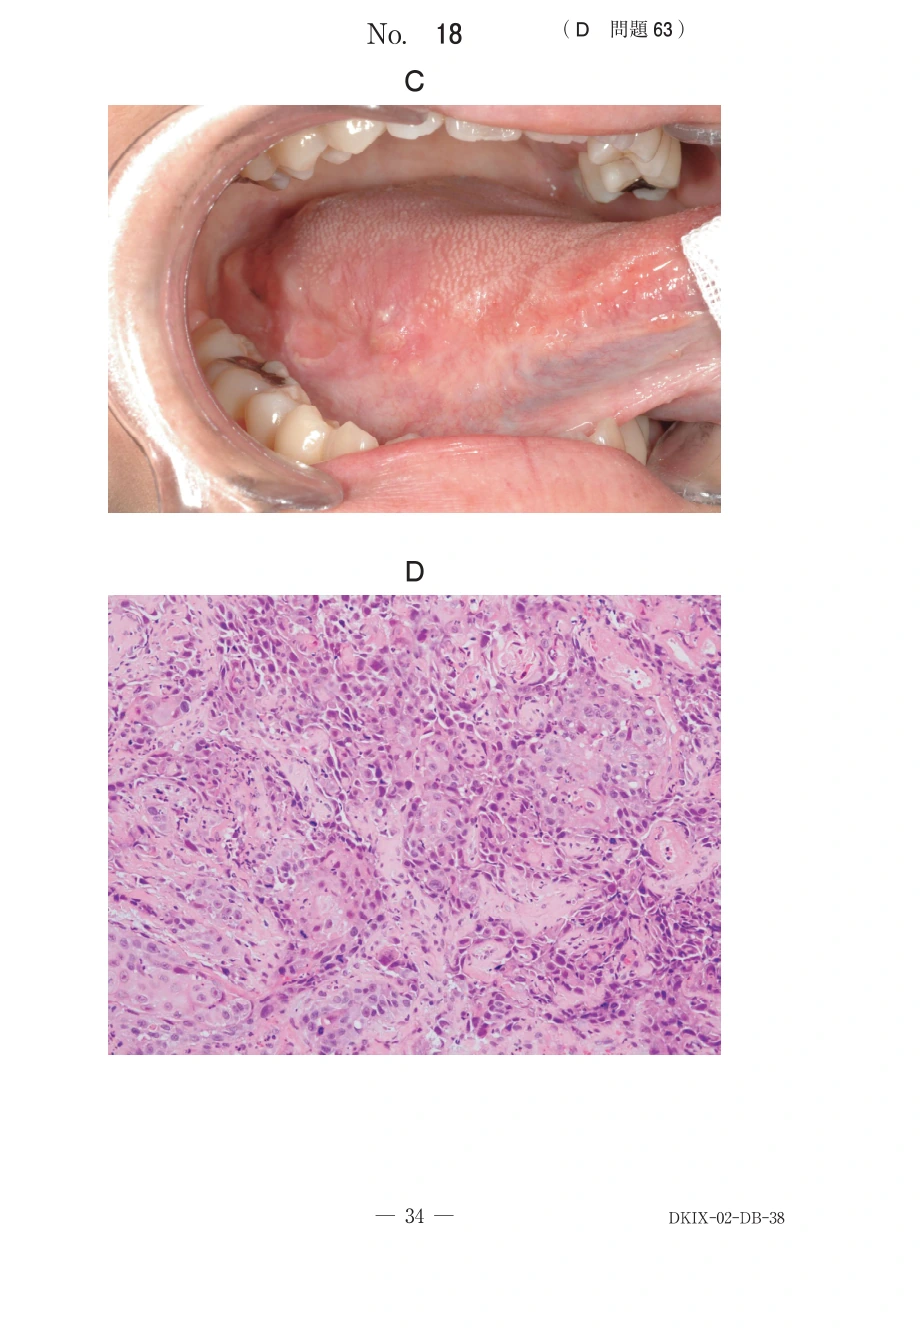 No. 18 （D 問題 63）
C
D
— 34 —
DKIX-02-DB-38